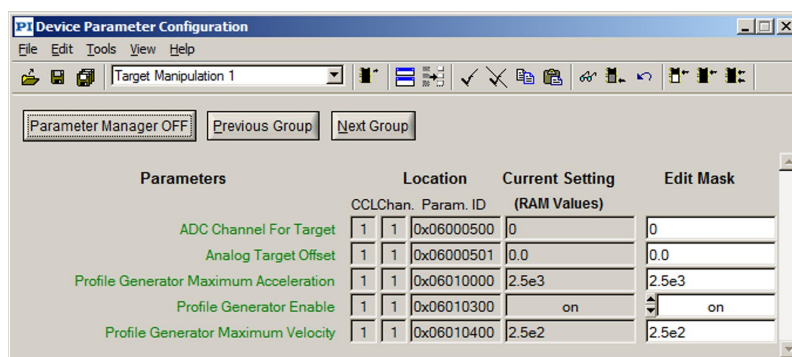 PI Device Parameter Configuration
File Edit Tools View Help
Target Manipulation 1
Parameter Manager OFF Previous Group Next Group
Parameters Location Current Setting Edit Mask
CCL Chan. Param. ID (RAM Values)
ADC Channel For Target 1 1 0x06000500 0 0
Analog Target Offset 1 1 0x06000501 0.0 0.0
Profile Generator Maximum Acceleration 1 1 0x06010000 2.5e3 2.5e3
Profile Generator Enable 1 1 0x06010300 on on
Profile Generator Maximum Velocity 1 1 0x06010400 2.5e2 2.5e2